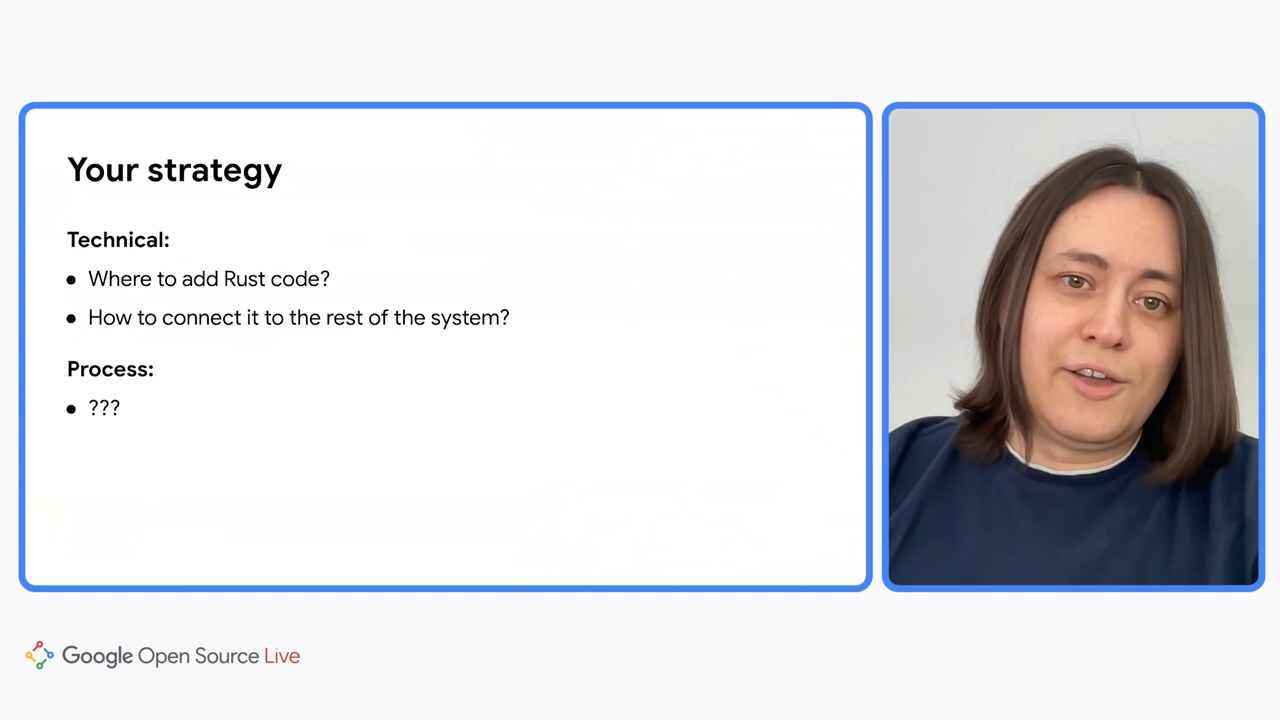 Your strategy
Technical:
● Where to add Rust code?
● How to connect it to the rest of the system?
Process:
● ???
Google Open Source Live